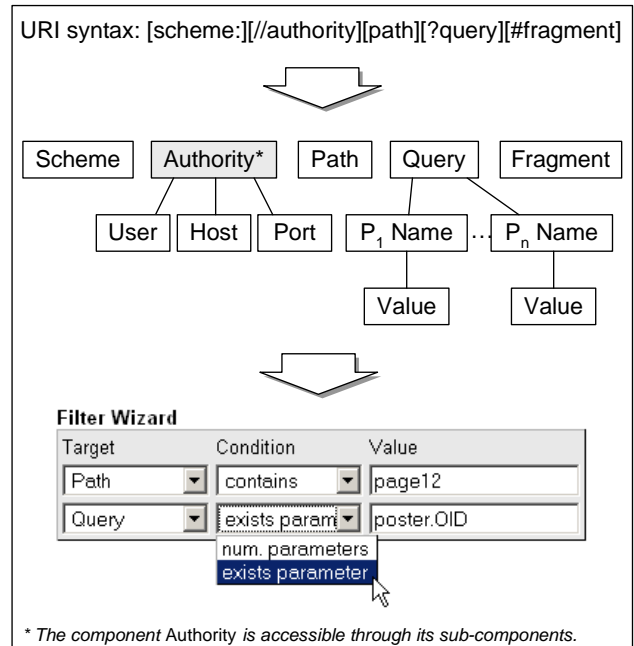 URI syntax: [scheme:][//authority][path][?query][#fragment]
Scheme Authority* Path Query Fragment
User Host Port P1 Name ... Pn Name
Value Value
Filter Wizard
Target Condition Value
Path contains page12
Query exists param poster.OID
num. parameters
exists parameter
* The component Authority is accessible through its sub-components.